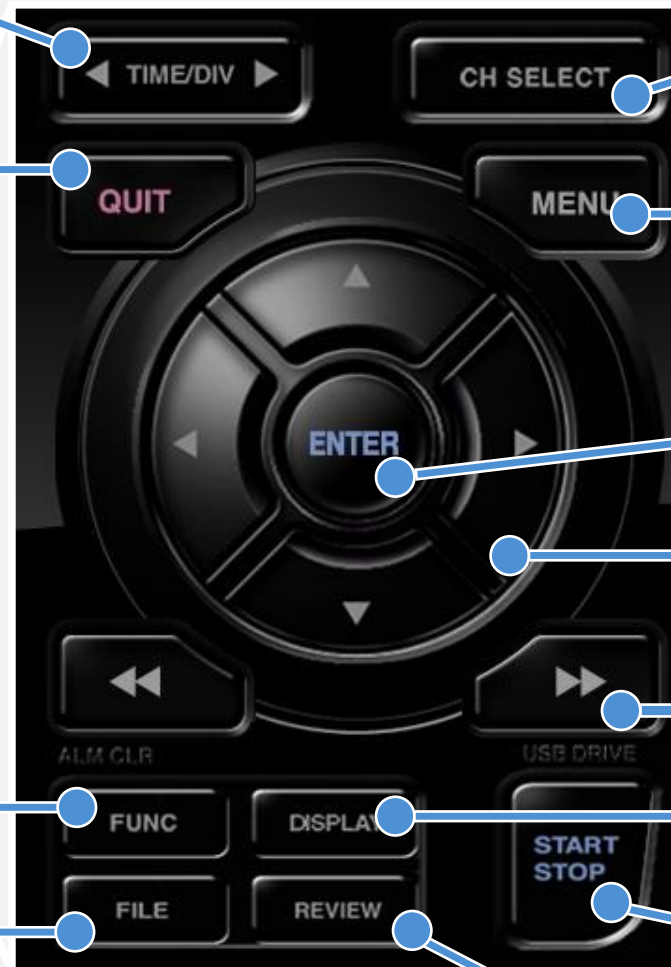 TIME/DIV
CH SELECT
QUIT
MENU
ENTER
ALM CLR
USB DRIVE
FUNC
DISPLAY
START
STOP
FILE
REVIEW